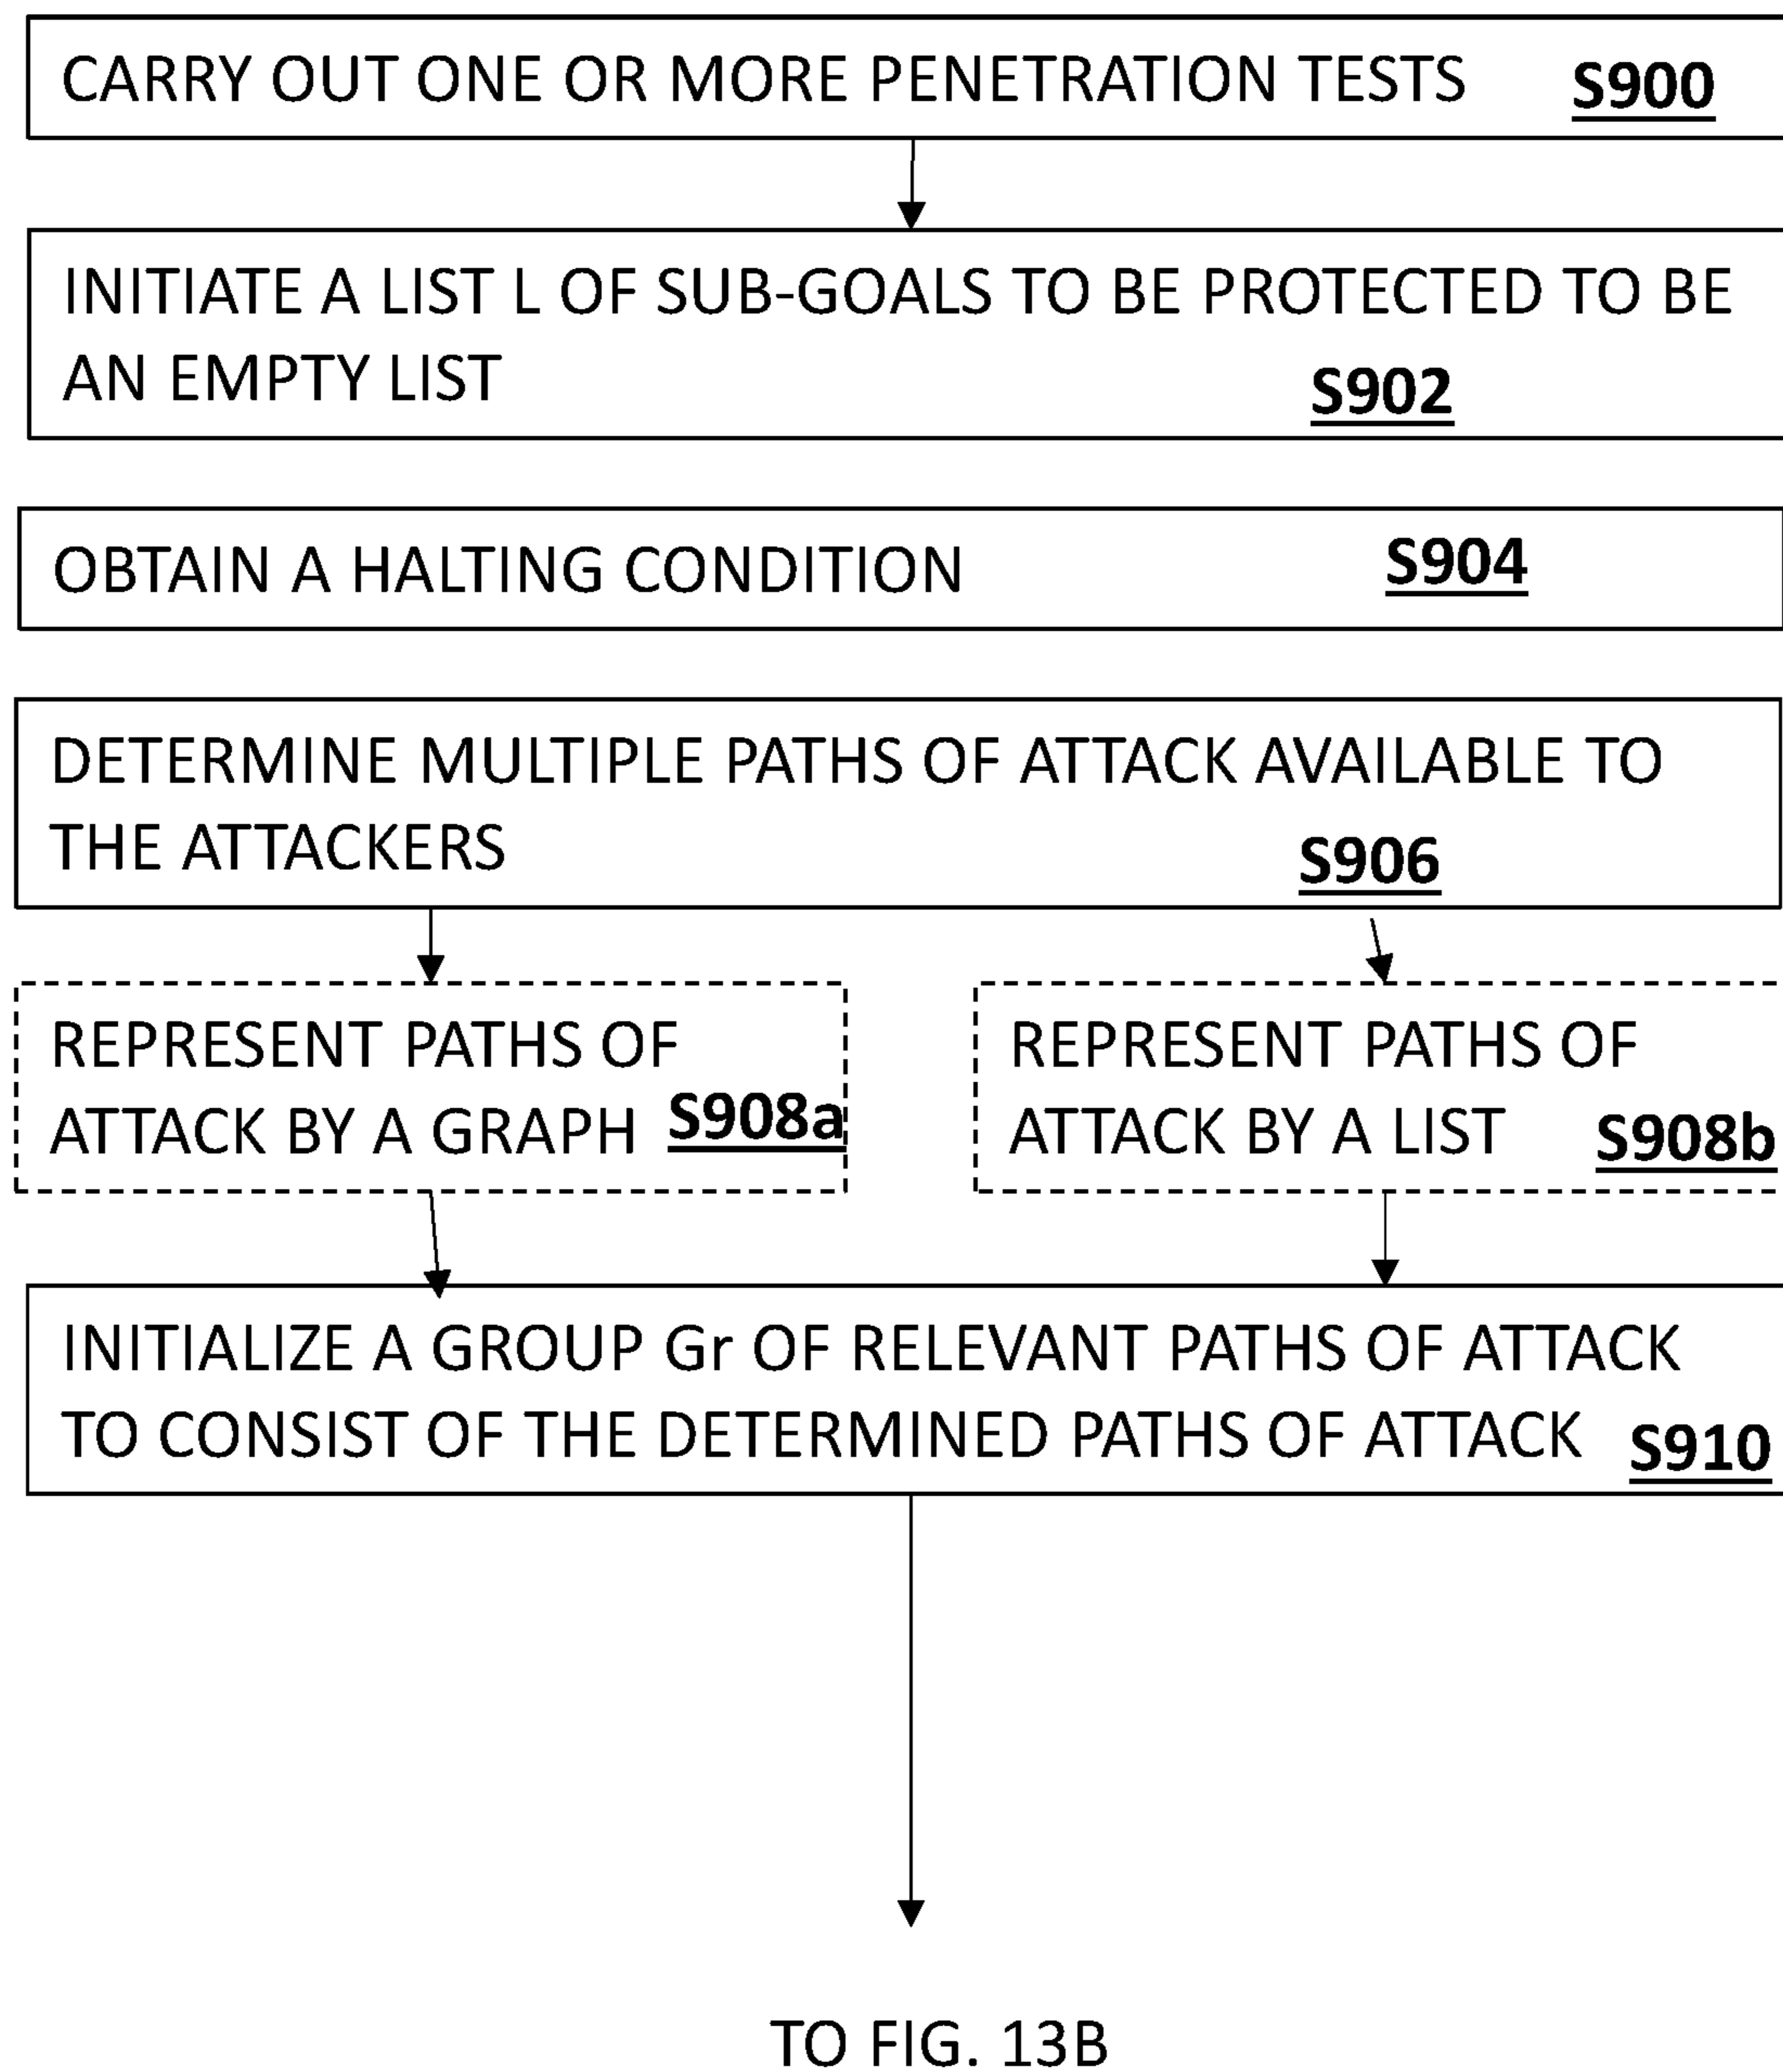 CARRY OUT ONE OR MORE PENETRATION TESTS S900
INITIATE A LIST L OF SUB-GOALS TO BE PROTECTED TO BE
AN EMPTY LIST S902
OBTAIN A HALTING CONDITION S904
DETERMINE MULTIPLE PATHS OF ATTACK AVAILABLE TO
THE ATTACKERS S906
REPRESENT PATHS OF
ATTACK BY A GRAPH S908a
REPRESENT PATHS OF
ATTACK BY A LIST S908b
INITIALIZE A GROUP Gr OF RELEVANT PATHS OF ATTACK
TO CONSIST OF THE DETERMINED PATHS OF ATTACK S910
TO FIG. 13B